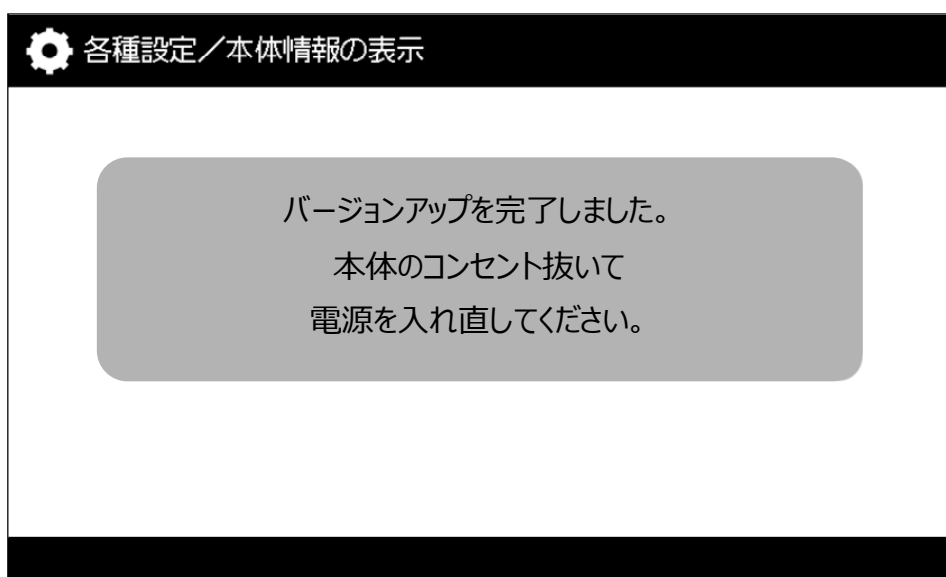 各種設定／本体情報の表示
バージョンアップを完了しました。
本体のコンセント抜いて
電源を入れ直してください。